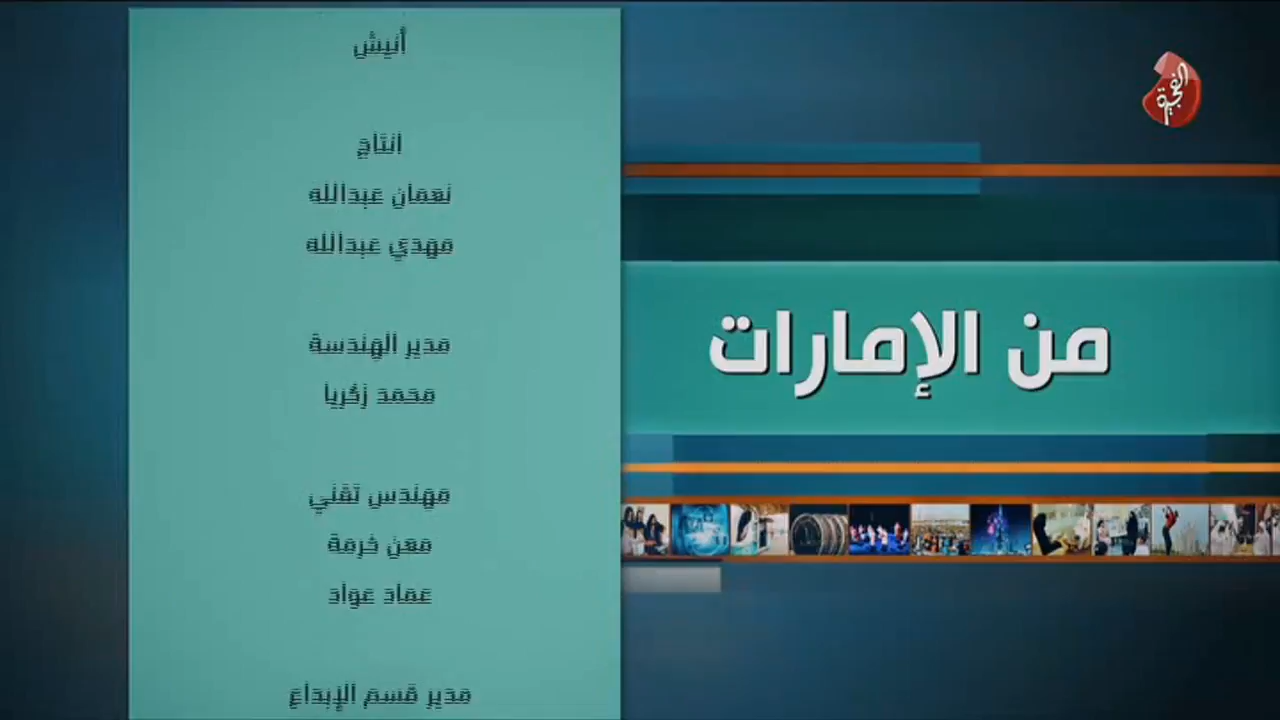 الفجيرة
من الإمارات
أنيش
انتاج
نعمان عبدالله
مهدي عبدالله
مدير الهندسة
محمد زكريا
مهندس تقني
معن خرمة
عماد عواد
مدير قسم الإبداع